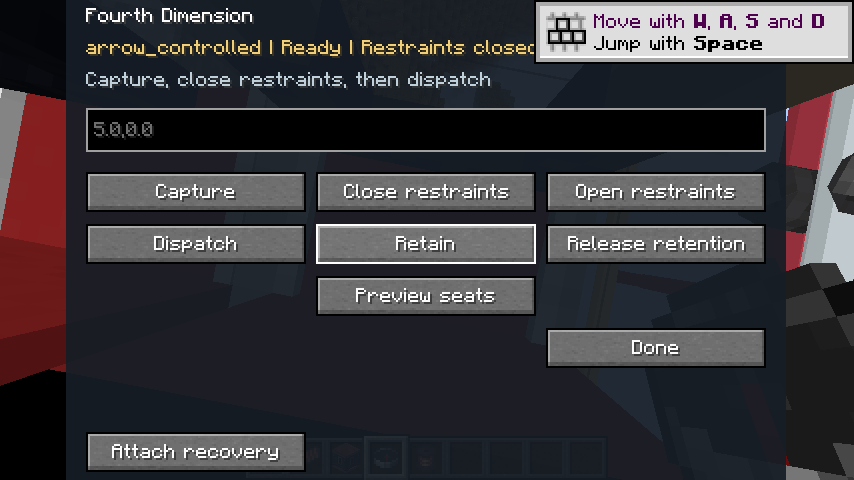 Fourth Dimension
arrow_controlled | Ready | Restraints closed
Capture, close restraints, then dispatch
Move with W, A, S and D
Jump with Space
5.0,0.0
Capture
Close restraints
Open restraints
Dispatch
Retain
Release retention
Preview seats
Done
Attach recovery